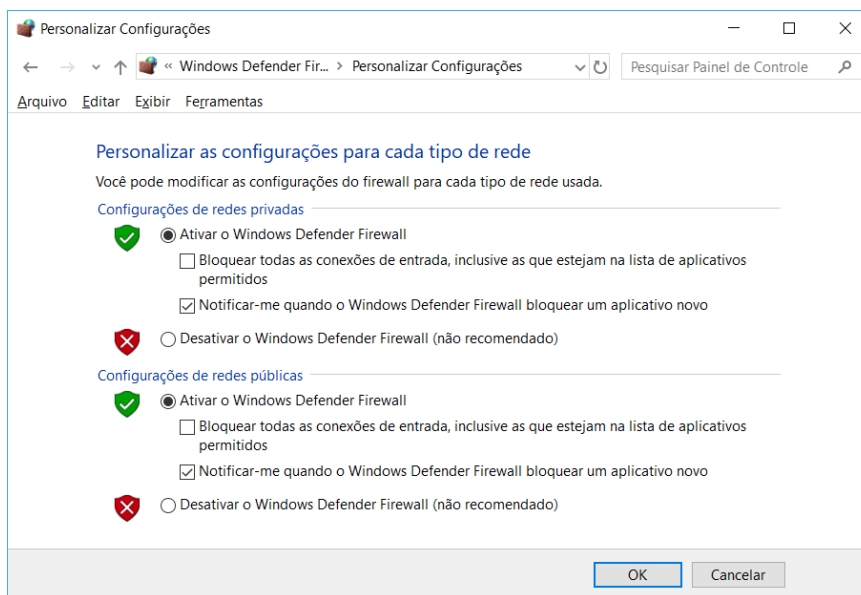 Personalizar Configurações
« Windows Defender Fir... > Personalizar Configurações
Pesquisar Painel de Controle
Arquivo Editar Exibir Ferramentas
Personalizar as configurações para cada tipo de rede
Você pode modificar as configurações do firewall para cada tipo de rede usada.
Configurações de redes privadas
Ativar o Windows Defender Firewall
Bloquear todas as conexões de entrada, inclusive as que estejam na lista de aplicativos
permitidos
Notificar-me quando o Windows Defender Firewall bloquear um aplicativo novo
Desativar o Windows Defender Firewall (não recomendado)
Configurações de redes públicas
Ativar o Windows Defender Firewall
Bloquear todas as conexões de entrada, inclusive as que estejam na lista de aplicativos
permitidos
Notificar-me quando o Windows Defender Firewall bloquear um aplicativo novo
Desativar o Windows Defender Firewall (não recomendado)
OK
Cancelar